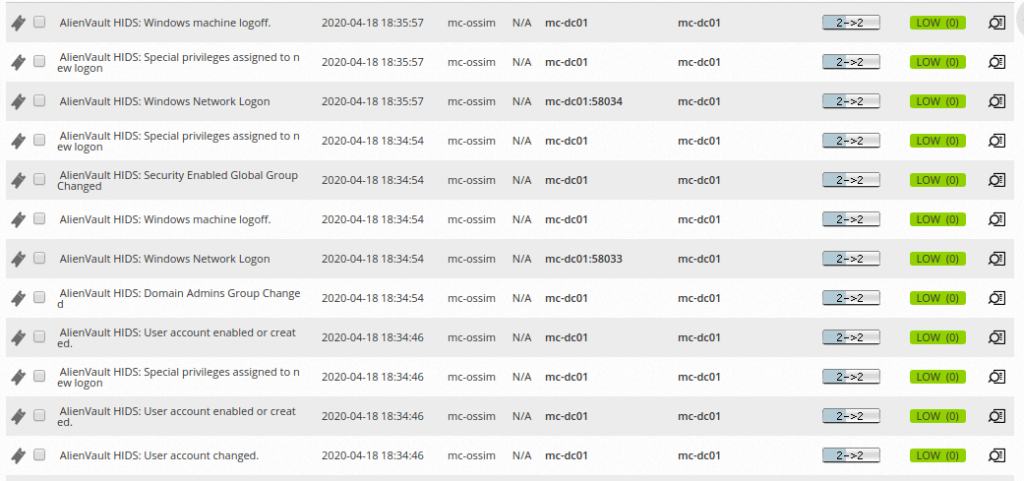 AlienVault HIDS: Windows machine logoff. 2020-04-18 18:35:57 mc-ossim N/A mc-dc01 mc-dc01 2->2 LOW (0)
AlienVault HIDS: Special privileges assigned to n
ew logon 2020-04-18 18:35:57 mc-ossim N/A mc-dc01 mc-dc01 2->2 LOW (0)
AlienVault HIDS: Windows Network Logon 2020-04-18 18:35:57 mc-ossim N/A mc-dc01:58034 mc-dc01 2->2 LOW (0)
AlienVault HIDS: Special privileges assigned to n
ew logon 2020-04-18 18:34:54 mc-ossim N/A mc-dc01 mc-dc01 2->2 LOW (0)
AlienVault HIDS: Security Enabled Global Group
Changed 2020-04-18 18:34:54 mc-ossim N/A mc-dc01 mc-dc01 2->2 LOW (0)
AlienVault HIDS: Windows machine logoff. 2020-04-18 18:34:54 mc-ossim N/A mc-dc01 mc-dc01 2->2 LOW (0)
AlienVault HIDS: Windows Network Logon 2020-04-18 18:34:54 mc-ossim N/A mc-dc01:58033 mc-dc01 2->2 LOW (0)
AlienVault HIDS: Domain Admins Group Change
d 2020-04-18 18:34:54 mc-ossim N/A mc-dc01 mc-dc01 2->2 LOW (0)
AlienVault HIDS: User account enabled or creat
ed. 2020-04-18 18:34:46 mc-ossim N/A mc-dc01 mc-dc01 2->2 LOW (0)
AlienVault HIDS: Special privileges assigned to n
ew logon 2020-04-18 18:34:46 mc-ossim N/A mc-dc01 mc-dc01 2->2 LOW (0)
AlienVault HIDS: User account enabled or creat
ed. 2020-04-18 18:34:46 mc-ossim N/A mc-dc01 mc-dc01 2->2 LOW (0)
AlienVault HIDS: User account changed. 2020-04-18 18:34:46 mc-ossim N/A mc-dc01 mc-dc01 2->2 LOW (0)